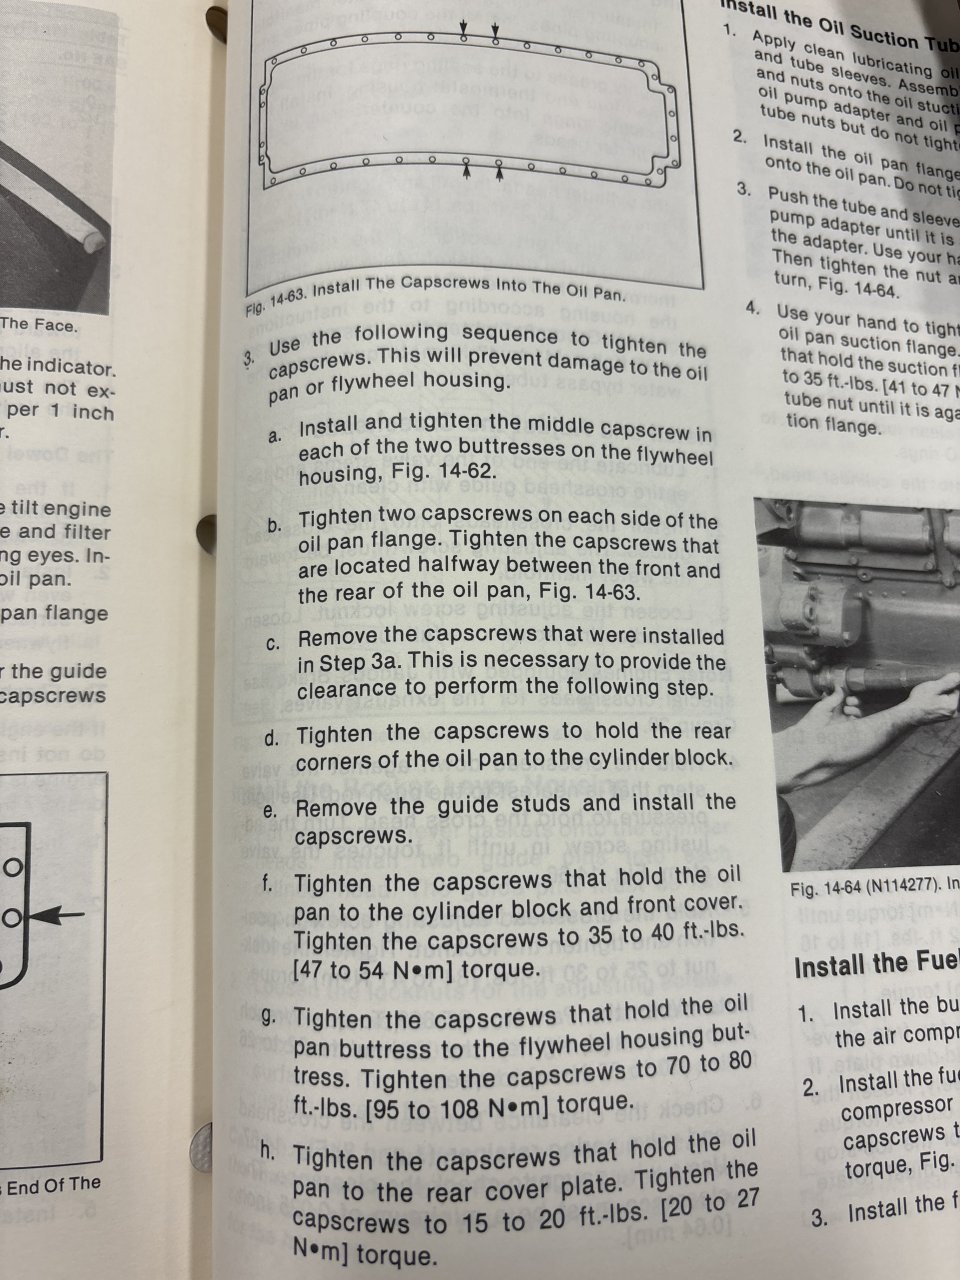 The Face.
he indicator.
ust not ex-
per 1 inch
r.
e tilt engine
e and filter
ng eyes. In-
oil pan.
pan flange
r the guide
capscrews
End Of The
Fig. 14-63. Install The Capscrews Into The Oil Pan.
3. Use the following sequence to tighten the
capscrews. This will prevent damage to the oil
pan or flywheel housing.
a. Install and tighten the middle capscrew in
each of the two buttresses on the flywheel
housing, Fig. 14-62.
b. Tighten two capscrews on each side of the
oil pan flange. Tighten the capscrews that
are located halfway between the front and
the rear of the oil pan, Fig. 14-63.
c. Remove the capscrews that were installed
in Step 3a. This is necessary to provide the
clearance to perform the following step.
d. Tighten the capscrews to hold the rear
corners of the oil pan to the cylinder block.
e. Remove the guide studs and install the
capscrews.
f. Tighten the capscrews that hold the oil
pan to the cylinder block and front cover.
Tighten the capscrews to 35 to 40 ft.-lbs.
[47 to 54 N•m] torque.
g. Tighten the capscrews that hold the oil
pan buttress to the flywheel housing but-
tress. Tighten the capscrews to 70 to 80
ft.-lbs. [95 to 108 N•m] torque.
h. Tighten the capscrews that hold the oil
pan to the rear cover plate. Tighten the
capscrews to 15 to 20 ft.-lbs. [20 to 27
N•m] torque.
Install the Oil Suction Tub
1. Apply clean lubricating oil
and tube sleeves. Assemb
and nuts onto the oil stucti
oil pump adapter and oil p
tube nuts but do not tight
2. Install the oil pan flange
onto the oil pan. Do not tig
3. Push the tube and sleeve
pump adapter until it is
the adapter. Use your ha
Then tighten the nut a
turn, Fig. 14-64.
4. Use your hand to tight
oil pan suction flange.
that hold the suction fl
to 35 ft.-lbs. [41 to 47 N
tube nut until it is aga
tion flange.
Fig. 14-64 (N114277). In
Install the Fuel
1. Install the bu
the air compr
2. Install the fue
compressor
capscrews t
torque, Fig.
3. Install the f